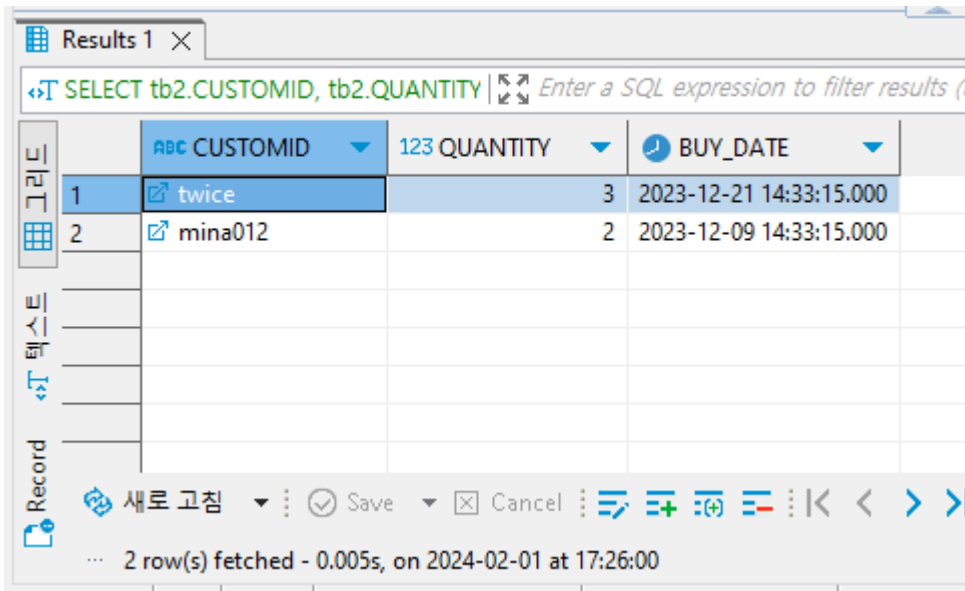 Results 1
SELECT tb2.CUSTOMID, tb2.QUANTITY Enter a SQL expression to filter results (
그리드
텍스트
Record
ABC CUSTOMID 123 QUANTITY BUY_DATE
1 twice 3 2023-12-21 14:33:15.000
2 mina012 2 2023-12-09 14:33:15.000
새로 고침 Save Cancel
... 2 row(s) fetched - 0.005s, on 2024-02-01 at 17:26:00